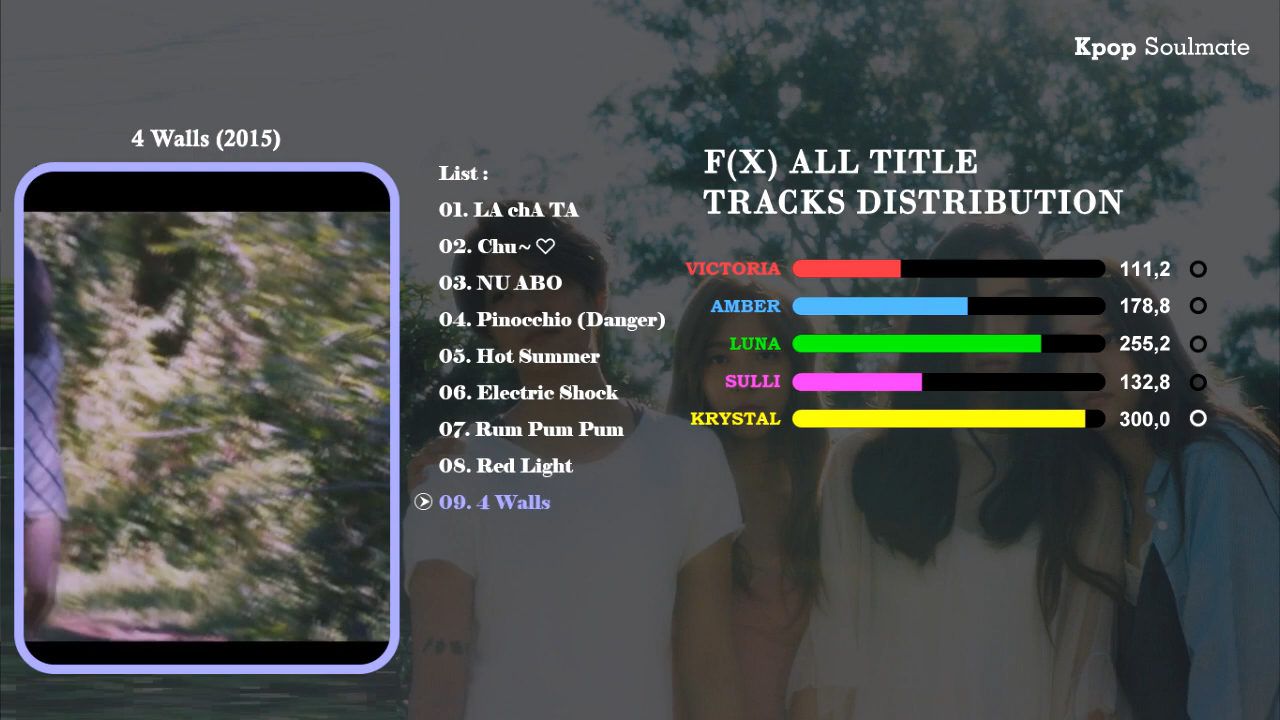 Kpop Soulmate
4 Walls (2015)
List :
01. LA chA TA
02. Chu~ ♡
03. NU ABO
04. Pinocchio (Danger)
05. Hot Summer
06. Electric Shock
07. Rum Pum Pum
08. Red Light
09. 4 Walls
F(X) ALL TITLE
TRACKS DISTRIBUTION
VICTORIA 111,2
AMBER 178,8
LUNA 255,2
SULLI 132,8
KRYSTAL 300,0